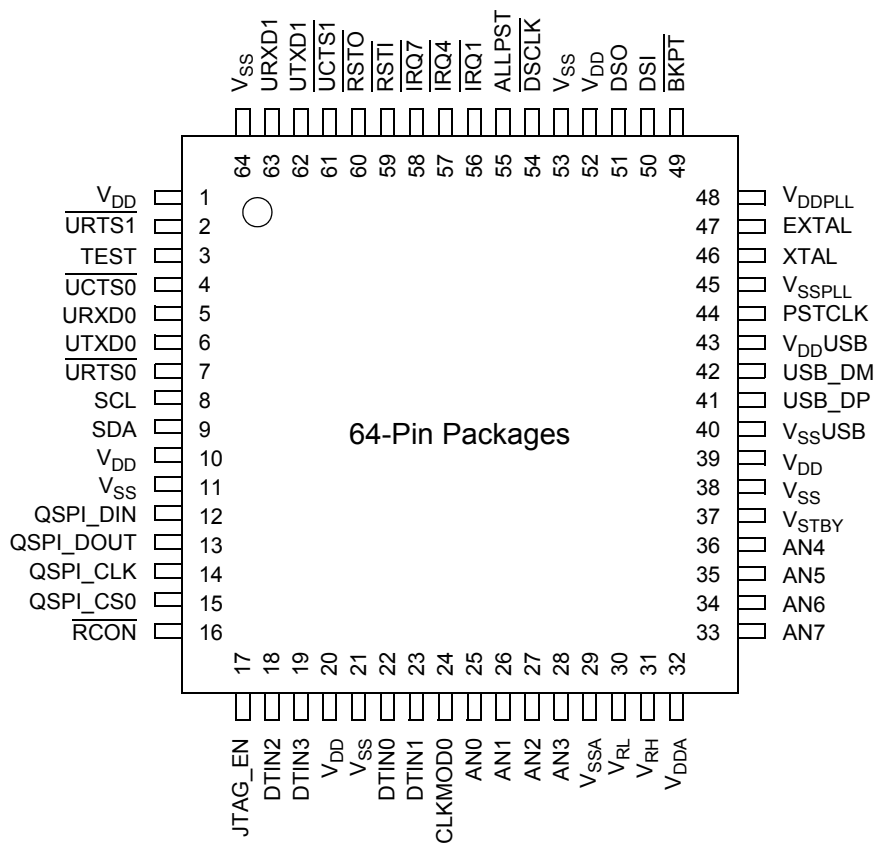 VSS
URXD1
UTXD1
UCTS1
RSTO
RSTI
IRQ7
IRQ4
IRQ1
ALLPST
DSCLK
VSS
VDD
DSO
DSI
BKPT
64 63 62 61 60 59 58 57 56 55 54 53 52 51 50 49
VDD 1
URTS1 2
TEST 3
UCTS0 4
URXD0 5
UTXD0 6
URTS0 7
SCL 8
SDA 9
VDD 10
VSS 11
QSPI_DIN 12
QSPI_DOUT 13
QSPI_CLK 14
QSPI_CS0 15
RCON 16
64-Pin Packages
48 VDDPLL
47 EXTAL
46 XTAL
45 VSSPLL
44 PSTCLK
43 VDDUSB
42 USB_DM
41 USB_DP
40 VSSUSB
39 VDD
38 VSS
37 VSTBY
36 AN4
35 AN5
34 AN6
33 AN7
17 18 19 20 21 22 23 24 25 26 27 28 29 30 31 32
JTAG_EN
DTIN2
DTIN3
VDD
VSS
DTIN0
DTIN1
CLKMOD0
AN0
AN1
AN2
AN3
VSSA
VRL
VRH
VDDA